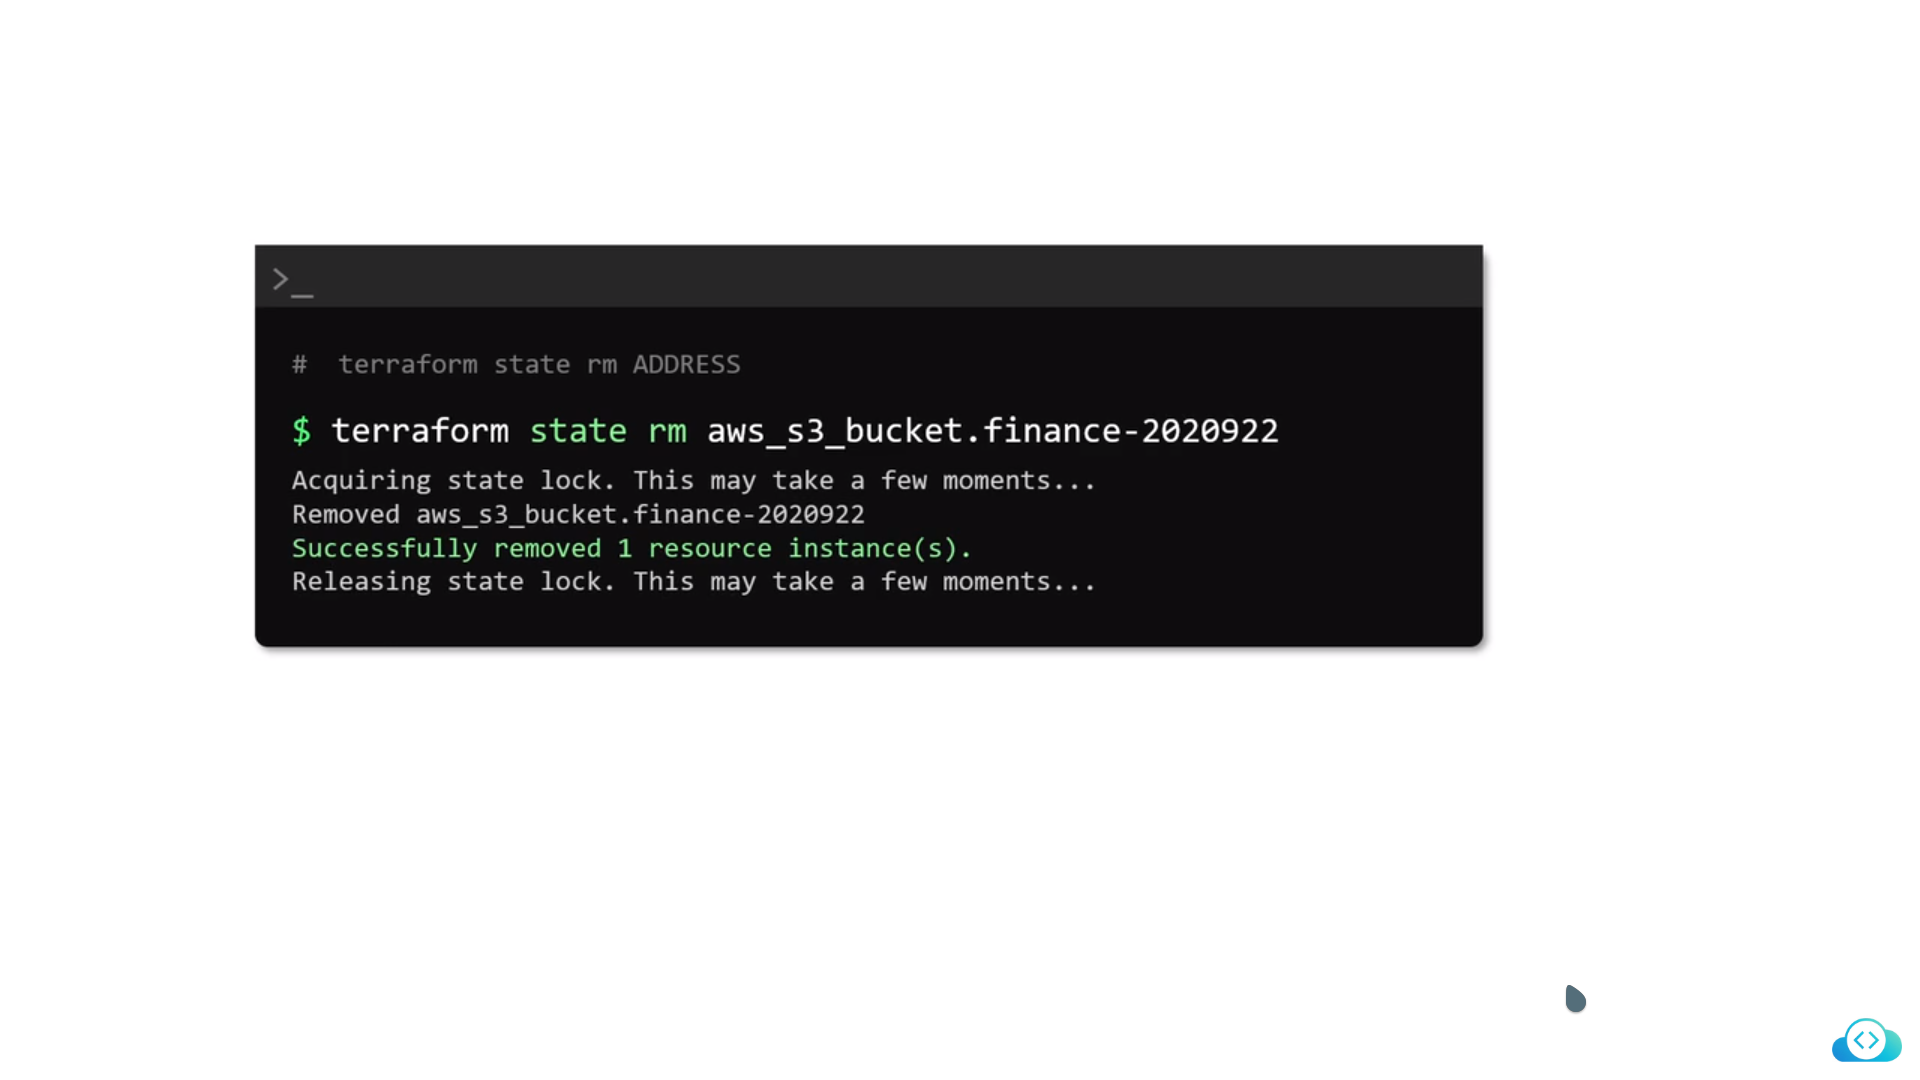 >_
# terraform state rm ADDRESS
$ terraform state rm aws_s3_bucket.finance-2020922
Acquiring state lock. This may take a few moments...
Removed aws_s3_bucket.finance-2020922
Successfully removed 1 resource instance(s).
Releasing state lock. This may take a few moments...